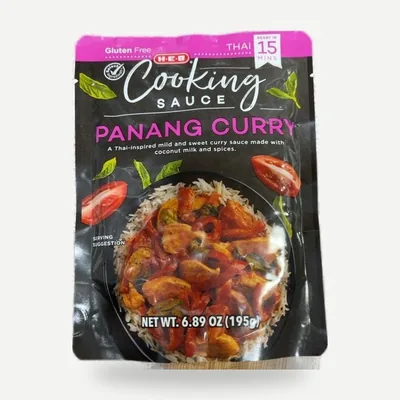 Gluten Free
H-E-B
THAI
READY IN
15
MINS
Cooking
SAUCE
PANANG CURRY
A Thai-inspired mild and sweet curry sauce made with
coconut milk and spices.
SERVING
SUGGESTION
NET WT. 6.89 OZ (195g)